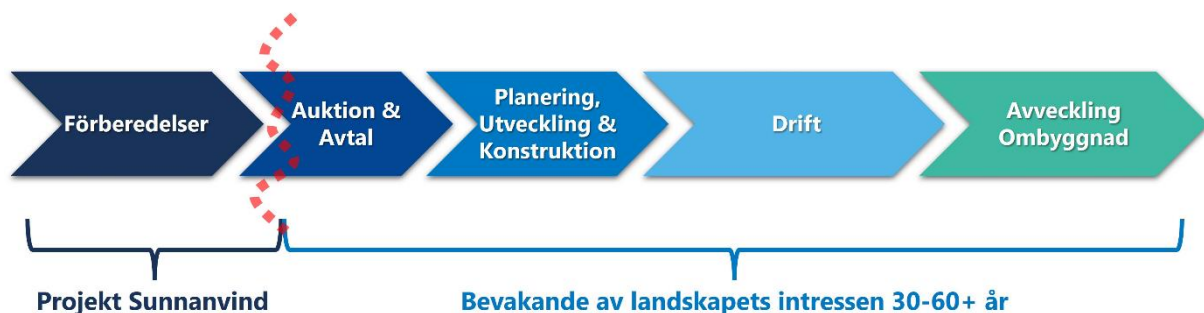 Förberedelser
Auktion &
Avtal
Planering,
Utveckling &
Konstruktion
Drift
Avveckling
Ombyggnad
Projekt Sunnanvind
Bevakande av landskapets intressen 30-60+ år